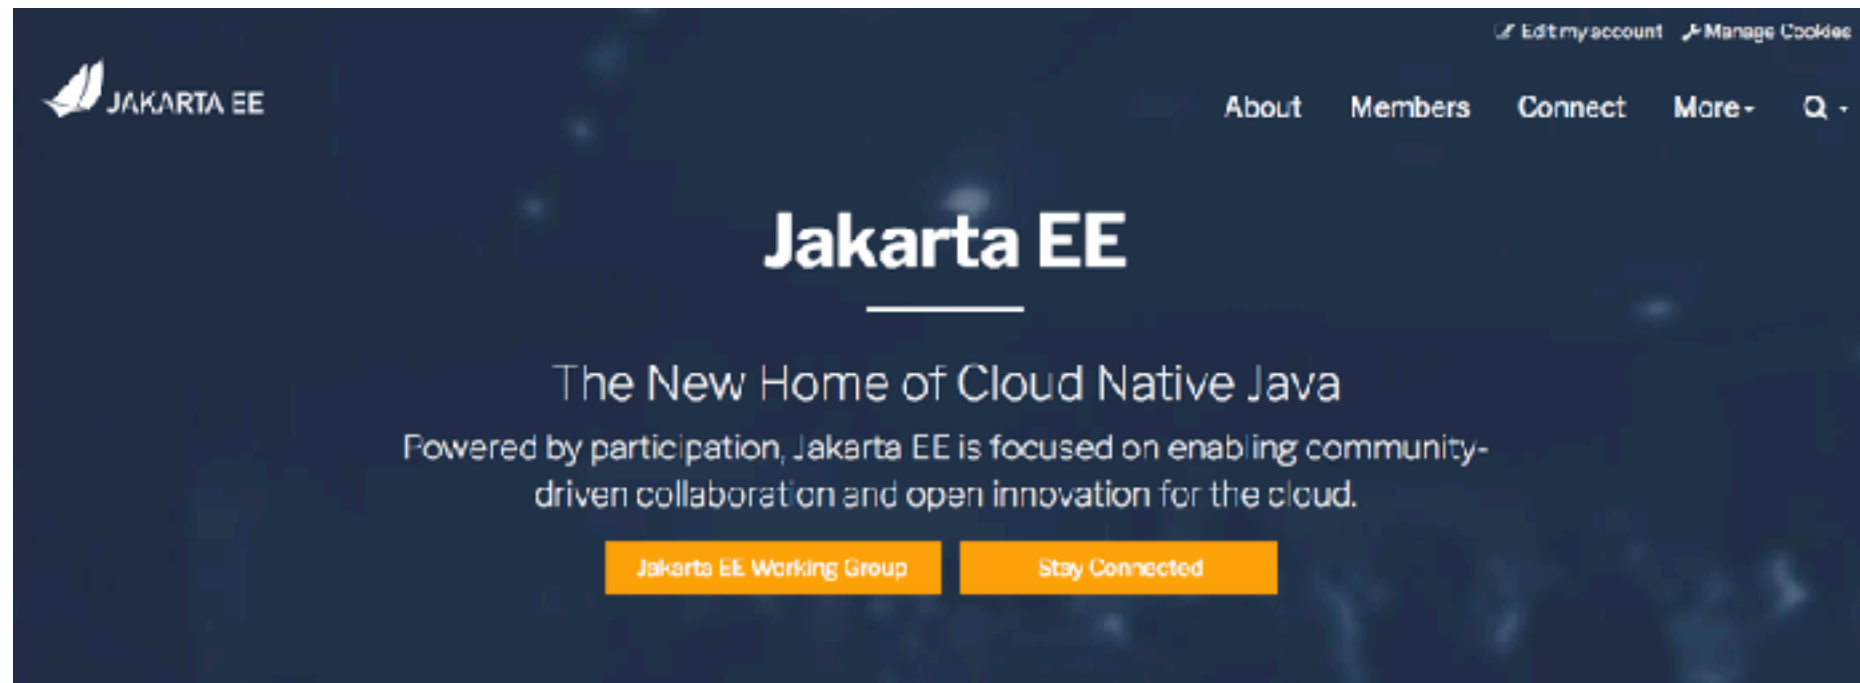 Edit my account Manage Cookies
JAKARTA EE
About Members Connect More
Jakarta EE
The New Home of Cloud Native Java
Powered by participation, Jakarta EE is focused on enabling community-
driven collaboration and open innovation for the cloud.
Jakarta EE Working Group Stay Connected